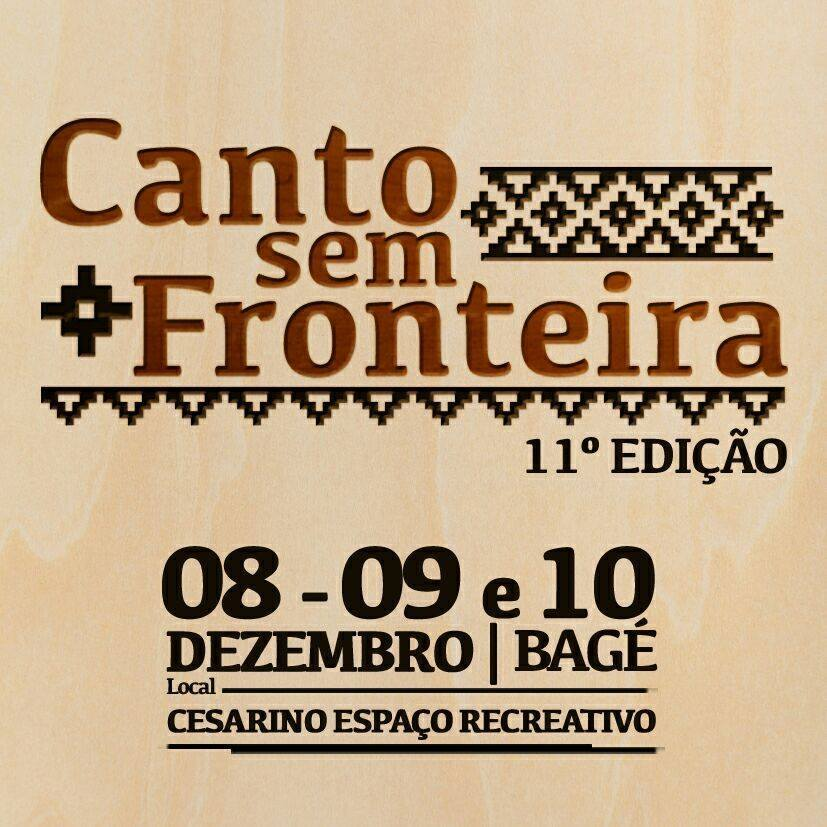 Canto
sem
Fronteira
11º EDIÇÃO
08 - 09 e 10
DEZEMBRO | BAGÉ
Local
CESARINO ESPAÇO RECREATIVO